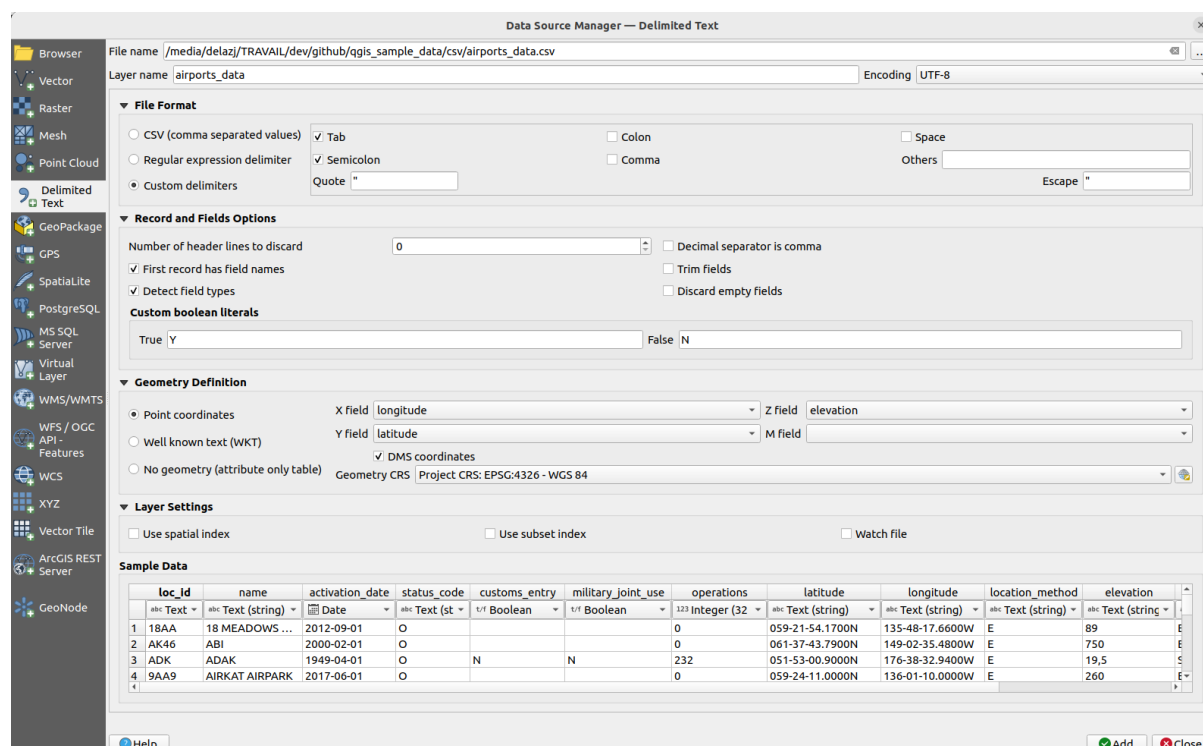 Data Source Manager — Delimited Text
Browser
Vector
Raster
Mesh
Point Cloud
Delimited
Text
GeoPackage
GPS
SpatiaLite
PostgreSQL
MS SQL
Server
Virtual
Layer
WMS/WMTS
WFS / OGC
API -
Features
WCS
XYZ
Vector Tile
ArcGIS REST
Server
GeoNode
File name /media/delazj/TRAVAIL/dev/github/qgis_sample_data/csv/airports_data.csv
Layer name airports_data Encoding UTF-8
File Format
CSV (comma separated values) Tab Colon Space
Regular expression delimiter Semicolon Comma Others
Custom delimiters Quote " Escape "
Record and Fields Options
Number of header lines to discard 0 Decimal separator is comma
First record has field names Trim fields
Detect field types Discard empty fields
Custom boolean literals
True Y False N
Geometry Definition
Point coordinates X field longitude Z field elevation
Well known text (WKT) Y field latitude M field
DMS coordinates
No geometry (attribute only table) Geometry CRS Project CRS: EPSG:4326 - WGS 84
Layer Settings
Use spatial index Use subset index Watch file
Sample Data
loc_id name activation_date status_code customs_entry military_joint_use operations latitude longitude location_method elevation
abc Text abc Text (string) Date abc Text (st t/f Boolean t/f Boolean 123 Integer (32 abc Text (string) abc Text (string) abc Text (string) abc Text (string
1 18AA 18 MEADOWS ... 2012-09-01 O 0 059-21-54.1700N 135-48-17.6600W E 89
2 AK46 ABI 2000-02-01 O 0 061-37-43.7900N 149-02-35.4800W E 750
3 ADK ADAK 1949-04-01 O N N 232 051-53-00.9000N 176-38-32.9400W E 19,5
4 9AA9 AIRKAT AIRPARK 2017-06-01 O 0 059-24-11.0000N 136-01-10.0000W E 260
Help Add Close